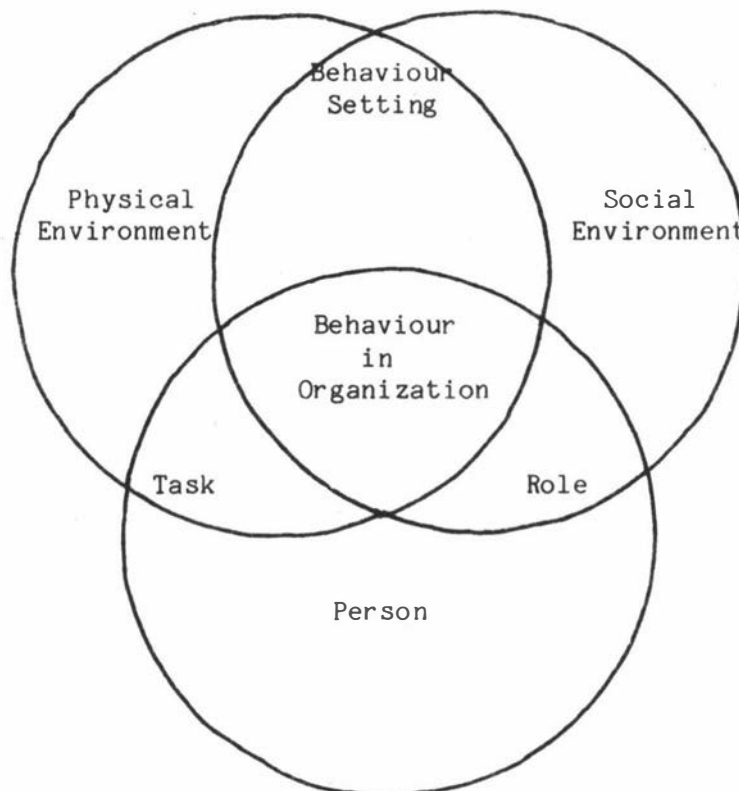 Behaviour
Setting
Physical
Environment
Social
Environment
Behaviour
in
Organization
Task
Role
Person